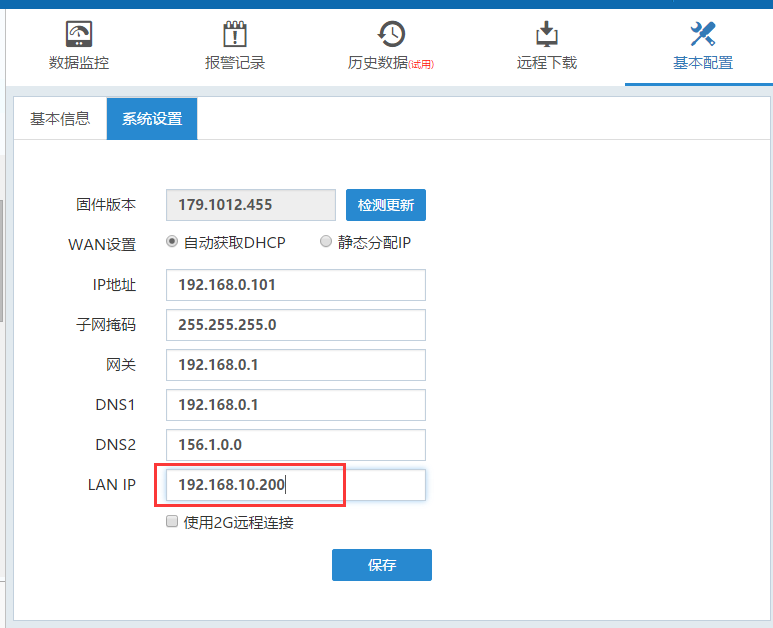 数据监控 报警记录 历史数据(试用) 远程下载 基本配置
基本信息 系统设置
固件版本 179.1012.455 检测更新
WAN设置 自动获取DHCP 静态分配IP
IP地址 192.168.0.101
子网掩码 255.255.255.0
网关 192.168.0.1
DNS1 192.168.0.1
DNS2 156.1.0.0
LAN IP 192.168.10.200
使用2G远程连接
保存